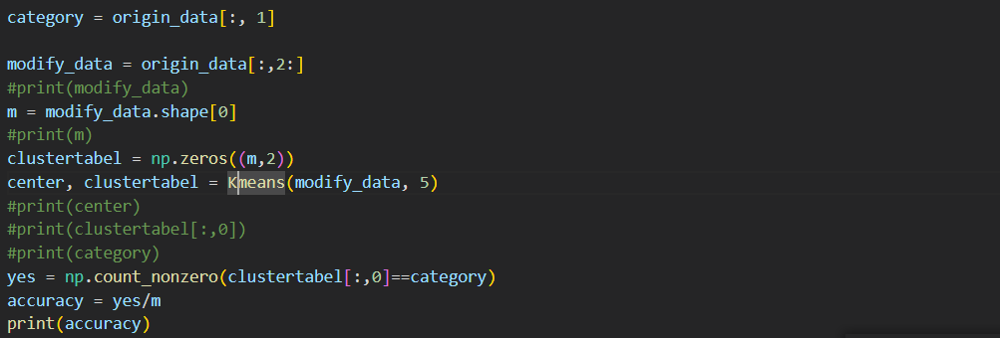 category = origin_data[:, 1]
modify_data = origin_data[:,2:]
#print(modify_data)
m = modify_data.shape[0]
#print(m)
clustertabel = np.zeros((m,2))
center, clustertabel = Kmeans(modify_data, 5)
#print(center)
#print(clustertabel[:,0])
#print(category)
yes = np.count_nonzero(clustertabel[:,0]==category)
accuracy = yes/m
print(accuracy)